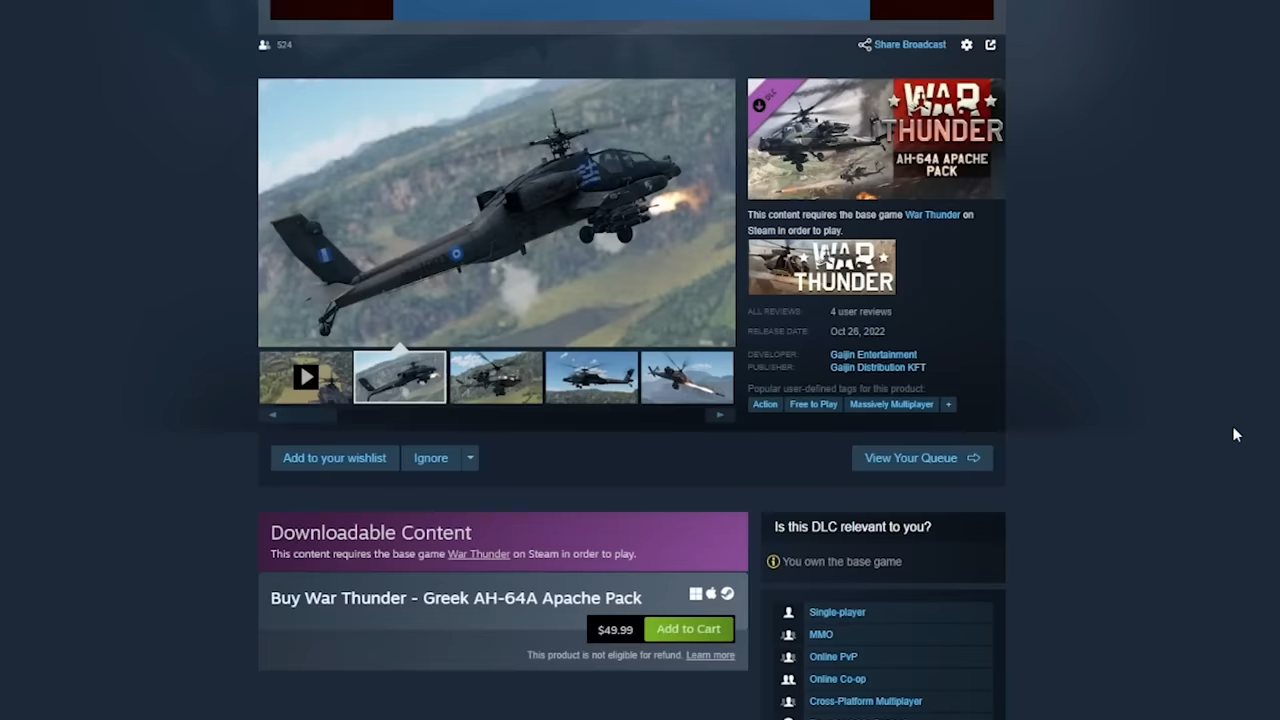 524
Share Broadcast
DLC
WAR
THUNDER
AH-64A APACHE
PACK
This content requires the base game War Thunder on
Steam in order to play.
WAR
THUNDER
ALL REVIEWS: 4 user reviews
RELEASE DATE: Oct 26, 2022
DEVELOPER: Gaijin Entertainment
PUBLISHER: Gaijin Distribution KFT
Popular user-defined tags for this product:
Action Free to Play Massively Multiplayer +
Add to your wishlist Ignore View Your Queue
Downloadable Content
This content requires the base game War Thunder on Steam in order to play.
Buy War Thunder - Greek AH-64A Apache Pack
$49.99 Add to Cart
This product is not eligible for refund. Learn more
Is this DLC relevant to you?
You own the base game
Single-player
MMO
Online PvP
Online Co-op
Cross-Platform Multiplayer